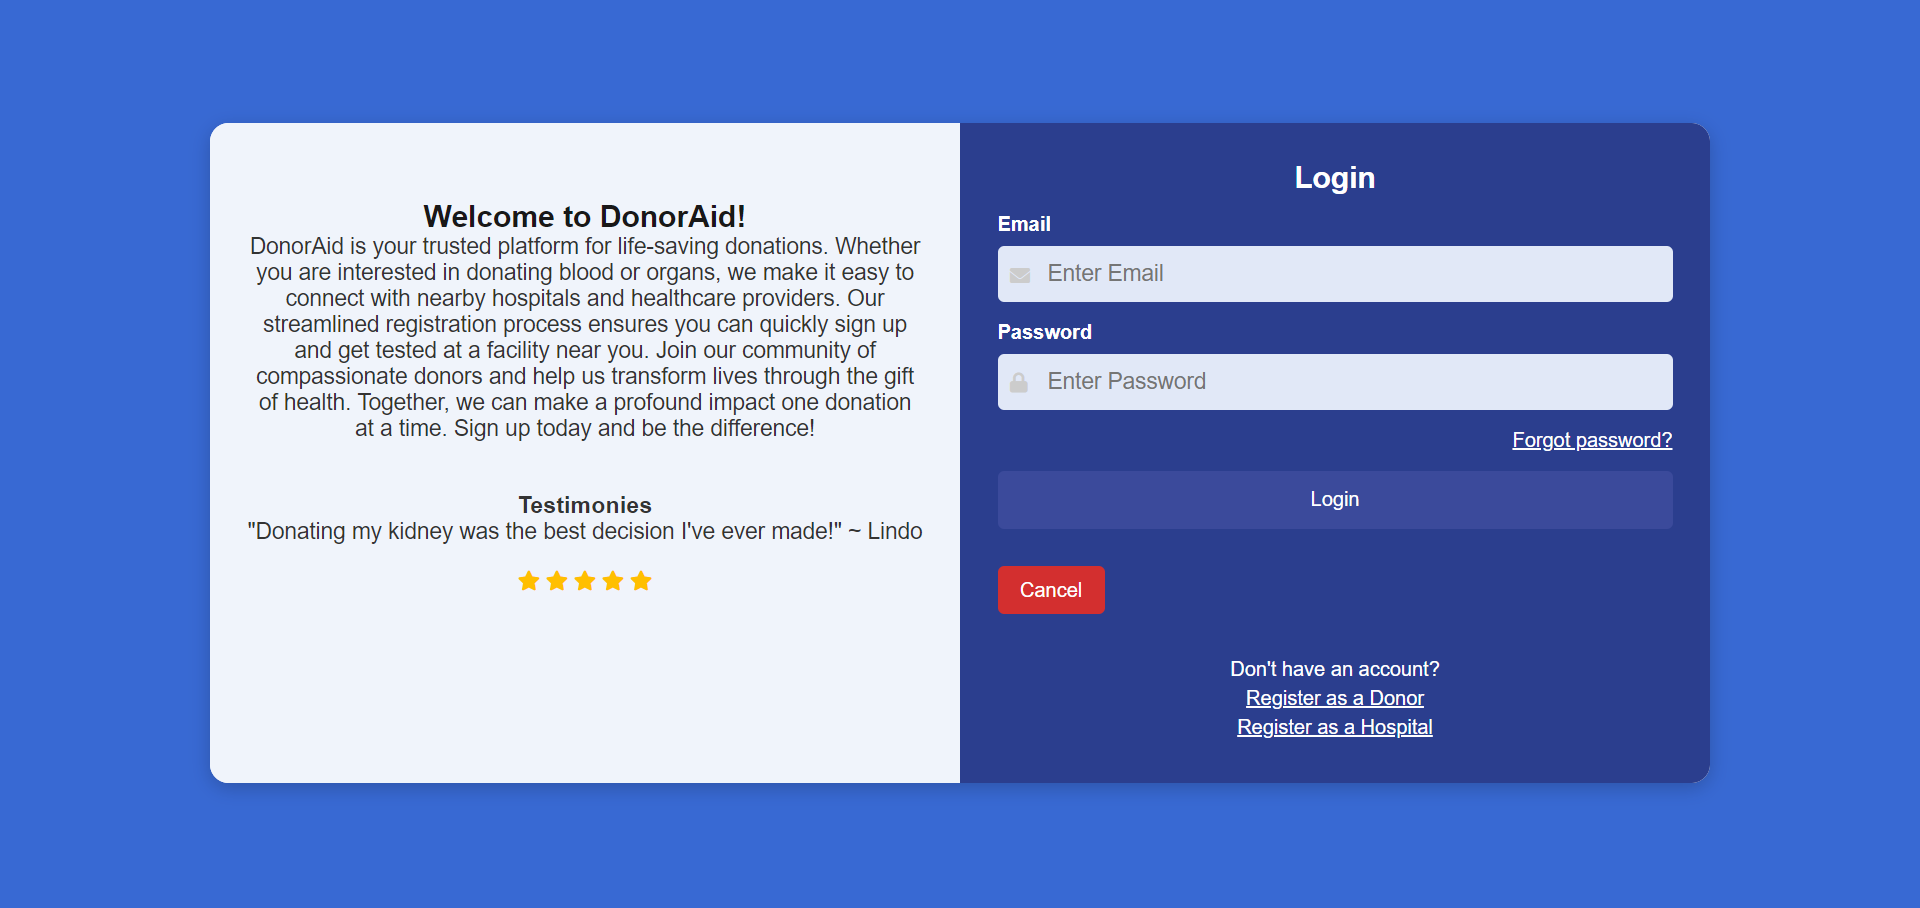 Welcome to DonorAid!
DonorAid is your trusted platform for life-saving donations. Whether
you are interested in donating blood or organs, we make it easy to
connect with nearby hospitals and healthcare providers. Our
streamlined registration process ensures you can quickly sign up
and get tested at a facility near you. Join our community of
compassionate donors and help us transform lives through the gift
of health. Together, we can make a profound impact one donation
at a time. Sign up today and be the difference!
Testimonies
"Donating my kidney was the best decision I've ever made!" ~ Lindo
Login
Email
Enter Email
Password
Enter Password
Forgot password?
Login
Cancel
Don't have an account?
Register as a Donor
Register as a Hospital